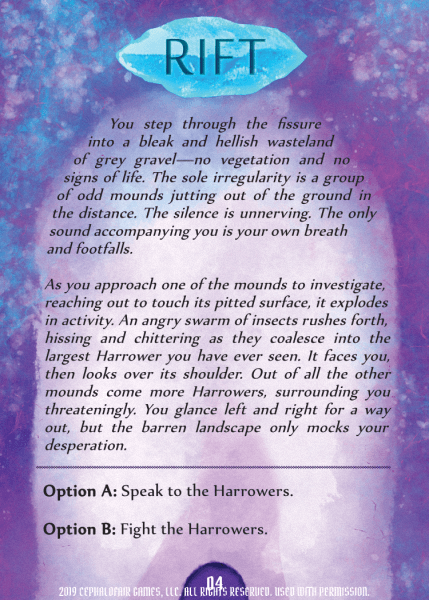 RIFT
You step through the fissure
into a bleak and hellish wasteland
of grey gravel—no vegetation and no
signs of life. The sole irregularity is a group
of odd mounds jutting out of the ground in
the distance. The silence is unnerving. The only
sound accompanying you is your own breath
and footfalls.
As you approach one of the mounds to investigate,
reaching out to touch its pitted surface, it explodes
in activity. An angry swarm of insects rushes forth,
hissing and chittering as they coalesce into the
largest Harrower you have ever seen. It faces you,
then looks over its shoulder. Out of all the other
mounds come more Harrowers, surrounding you
threateningly. You glance left and right for a way
out, but the barren landscape only mocks your
desperation.
Option A: Speak to the Harrowers.
Option B: Fight the Harrowers.
04
2019 CEPHALOFAIR GAMES, LLC. ALL RIGHTS RESERVED. USED WITH PERMISSION.